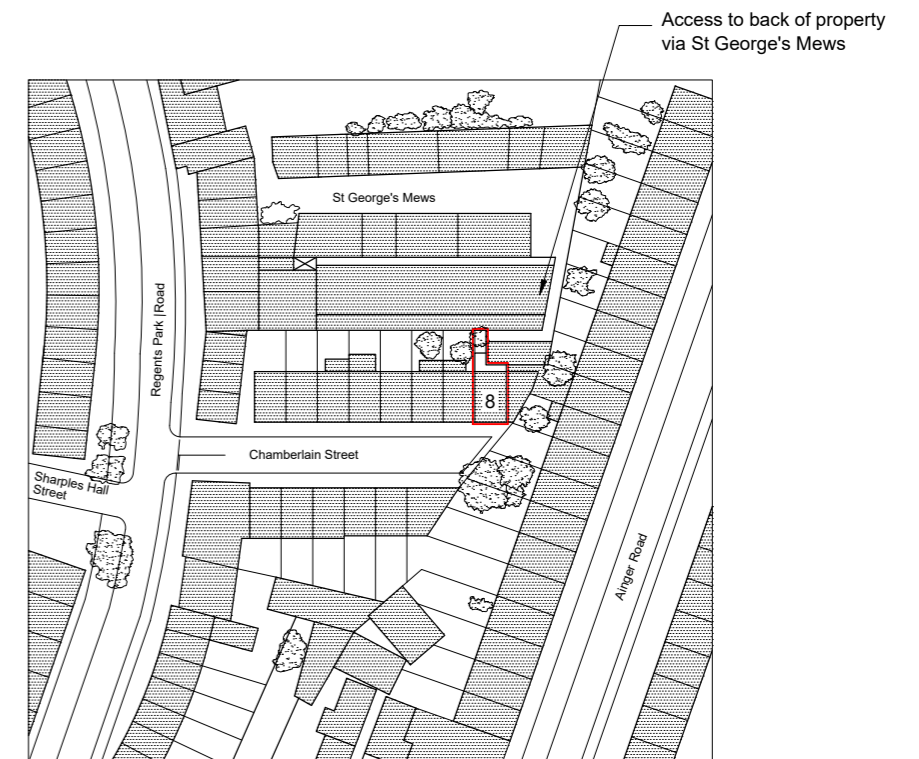 Access to back of property
via St George's Mews
St George's Mews
Regents Park |Road
8
Chamberlain Street
Sharples Hall
Street
Ainger Road